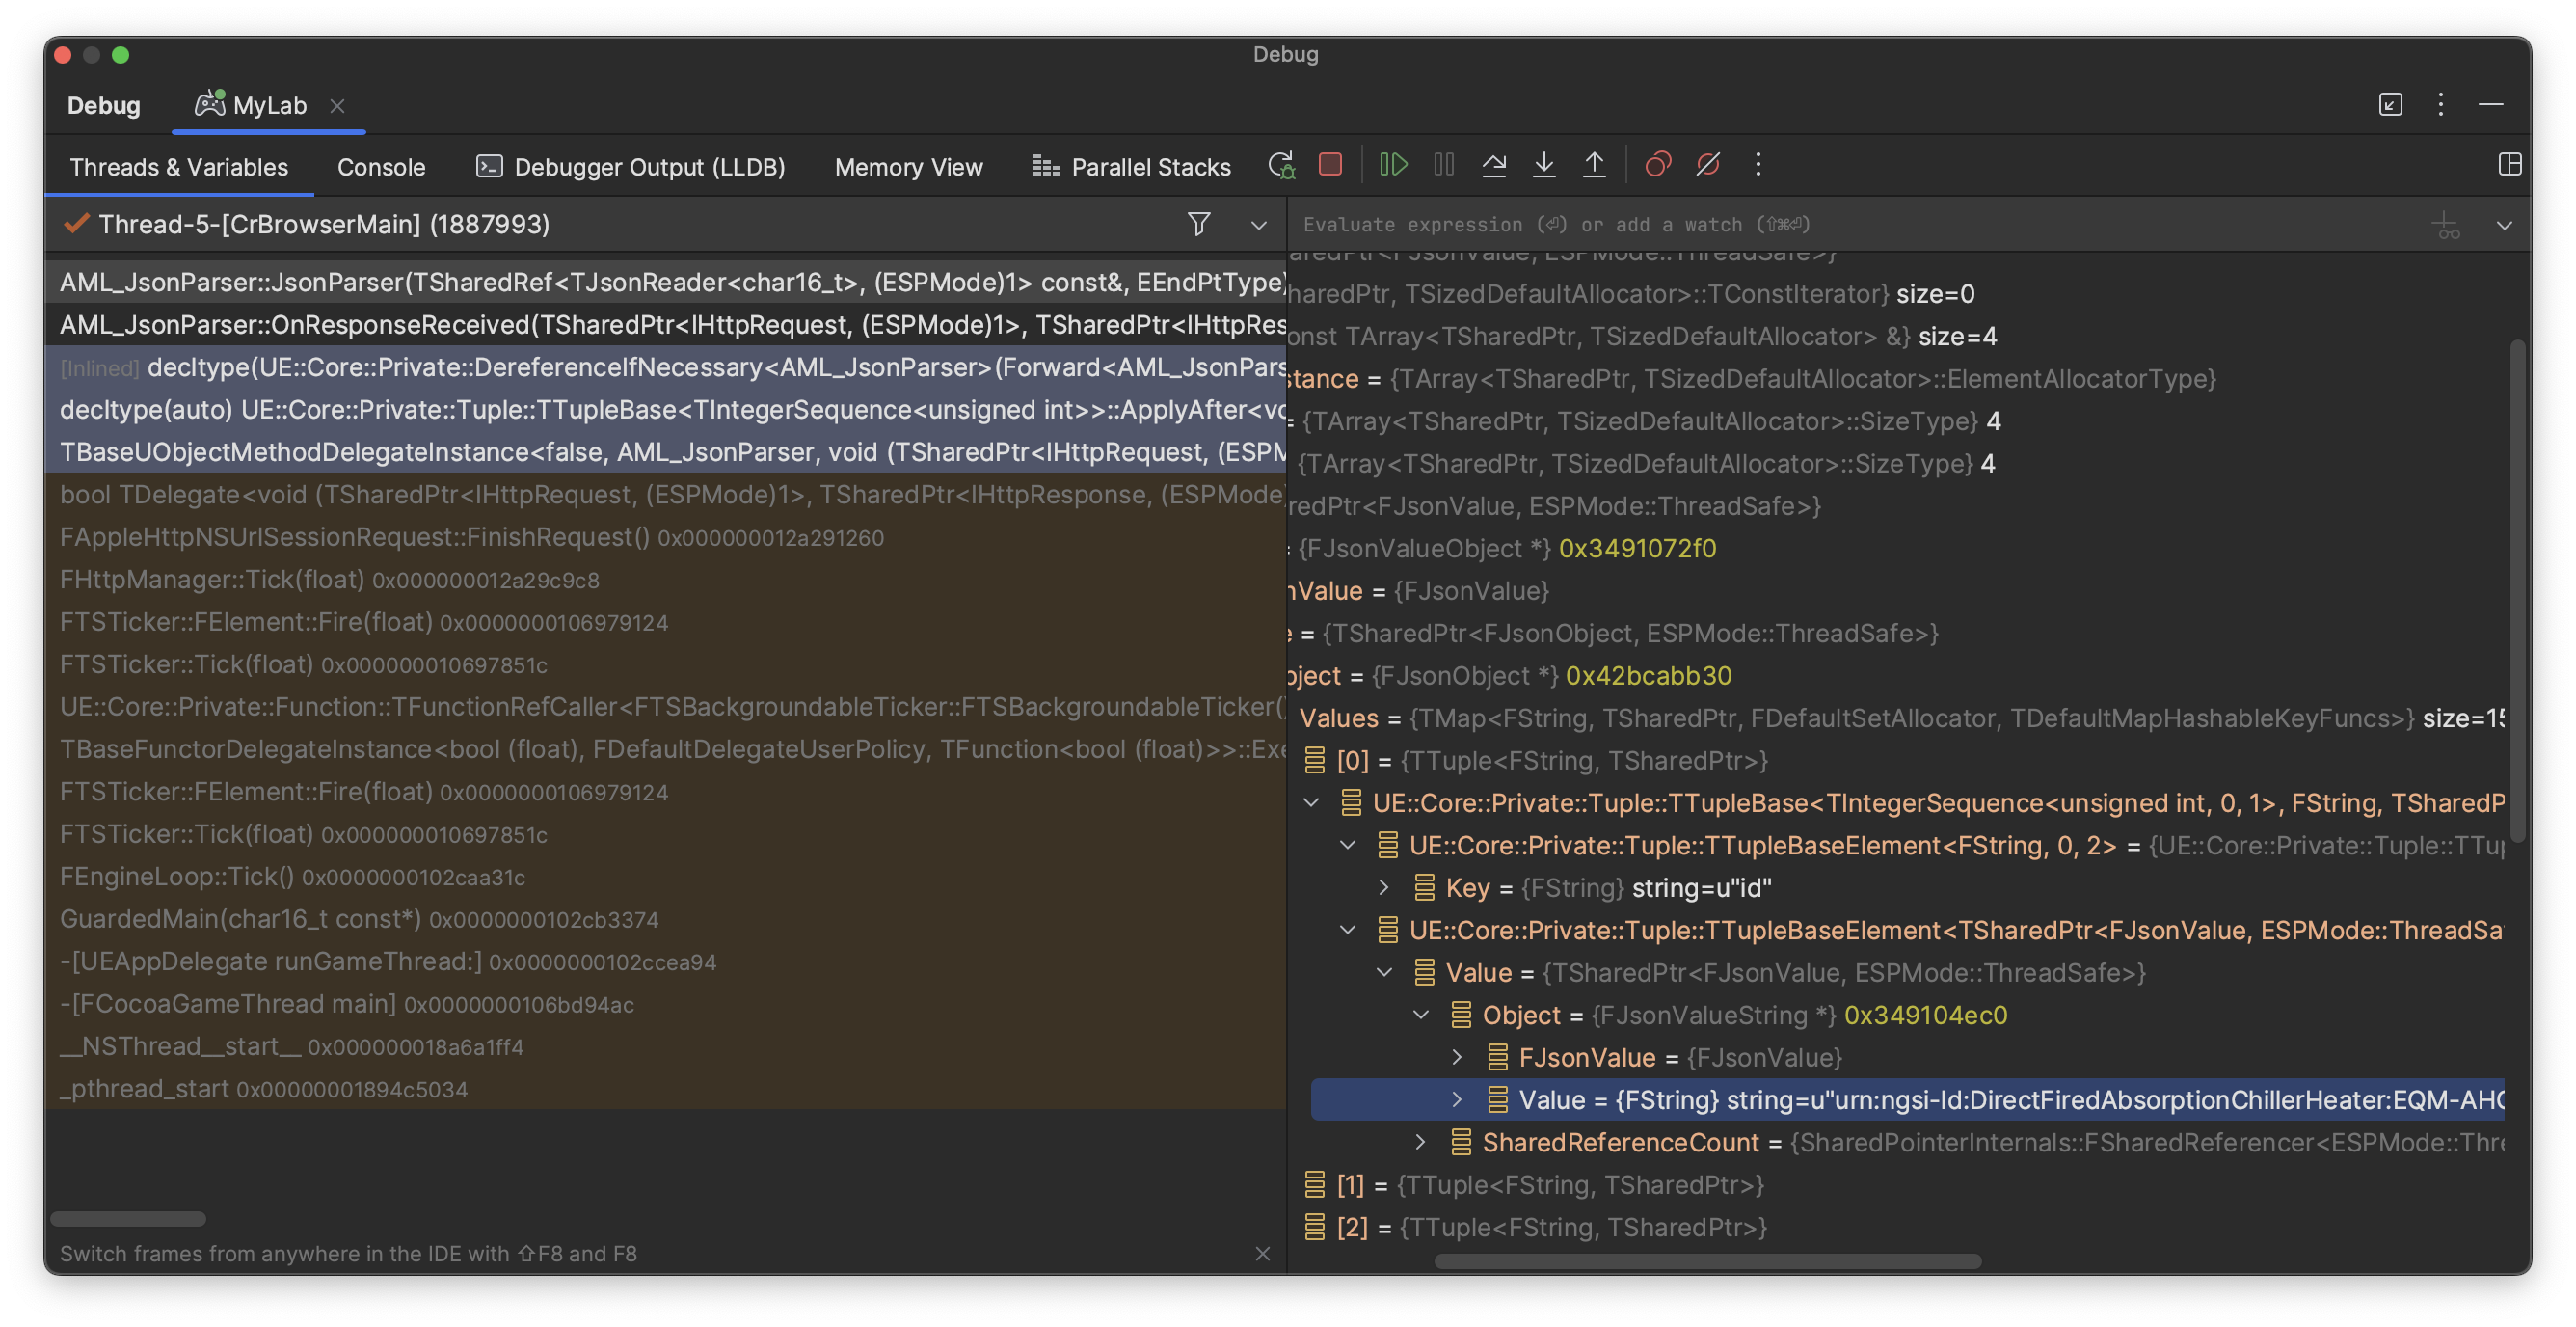 Debug
Debug
MyLab
Threads & Variables
Console
Debugger Output (LLDB)
Memory View
Parallel Stacks
Thread-5-[CrBrowserMain] (1887993)
AML_JsonParser::JsonParser(TSharedRef<TJsonReader<char16_t>, (ESPMode)1> const&, EEndPtType)
AML_JsonParser::OnResponseReceived(TSharedPtr<IHttpRequest, (ESPMode)1>, TSharedPtr<IHttpRes
[Inlined] decltype(UE::Core::Private::DereferenceIfNecessary<AML_JsonParser>(Forward<AML_JsonPars
decltype(auto) UE::Core::Private::Tuple::TTupleBase<TIntegerSequence<unsigned int>>::ApplyAfter<vo
TBaseUObjectMethodDelegateInstance<false, AML_JsonParser, void (TSharedPtr<IHttpRequest, (ESPM
bool TDelegate<void (TSharedPtr<IHttpRequest, (ESPMode)1>, TSharedPtr<IHttpResponse, (ESPMode)
FAppleHttpNSUrlSessionRequest::FinishRequest() 0x000000012a291260
FHttpManager::Tick(float) 0x000000012a29c9c8
FTSTicker::FElement::Fire(float) 0x0000000106979124
FTSTicker::Tick(float) 0x000000010697851c
UE::Core::Private::Function::TFunctionRefCaller<FTSBackgroundableTicker::FTSBackgroundableTicker()
TBaseFunctorDelegateInstance<bool (float), FDefaultDelegateUserPolicy, TFunction<bool (float)>>::Exe
FTSTicker::FElement::Fire(float) 0x0000000106979124
FTSTicker::Tick(float) 0x000000010697851c
FEngineLoop::Tick() 0x0000000102caa31c
GuardedMain(char16_t const*) 0x0000000102cb3374
-[UEAppDelegate runGameThread:] 0x0000000102ccea94
-[FCocoaGameThread main] 0x0000000106bd94ac
__NSThread__start__ 0x000000018a6a1ff4
_pthread_start 0x00000001894c5034
Switch frames from anywhere in the IDE with ⇧F8 and F8
Evaluate expression (⏎) or add a watch (⇧⌘⏎)
aredPtr<FJsonValue, ESPMode::ThreadSafe>}
haredPtr, TSizedDefaultAllocator>::TConstIterator} size=0
onst TArray<TSharedPtr, TSizedDefaultAllocator> &} size=4
stance = {TArray<TSharedPtr, TSizedDefaultAllocator>::ElementAllocatorType}
= {TArray<TSharedPtr, TSizedDefaultAllocator>::SizeType} 4
{TArray<TSharedPtr, TSizedDefaultAllocator>::SizeType} 4
redPtr<FJsonValue, ESPMode::ThreadSafe>}
= {FJsonValueObject *} 0x3491072f0
nValue = {FJsonValue}
e = {TSharedPtr<FJsonObject, ESPMode::ThreadSafe>}
bject = {FJsonObject *} 0x42bcabb30
Values = {TMap<FString, TSharedPtr, FDefaultSetAllocator, TDefaultMapHashableKeyFuncs>} size=15
[0] = {TTuple<FString, TSharedPtr>}
UE::Core::Private::Tuple::TTupleBase<TIntegerSequence<unsigned int, 0, 1>, FString, TSharedP
UE::Core::Private::Tuple::TTupleBaseElement<FString, 0, 2> = {UE::Core::Private::Tuple::TTup
Key = {FString} string=u"id"
UE::Core::Private::Tuple::TTupleBaseElement<TSharedPtr<FJsonValue, ESPMode::ThreadSa
Value = {TSharedPtr<FJsonValue, ESPMode::ThreadSafe>}
Object = {FJsonValueString *} 0x349104ec0
FJsonValue = {FJsonValue}
Value = {FString} string=u"urn:ngsi-ld:DirectFiredAbsorptionChillerHeater:EQM-AHC
SharedReferenceCount = {SharedPointerInternals::FSharedReferencer<ESPMode::Thre
[1] = {TTuple<FString, TSharedPtr>}
[2] = {TTuple<FString, TSharedPtr>}